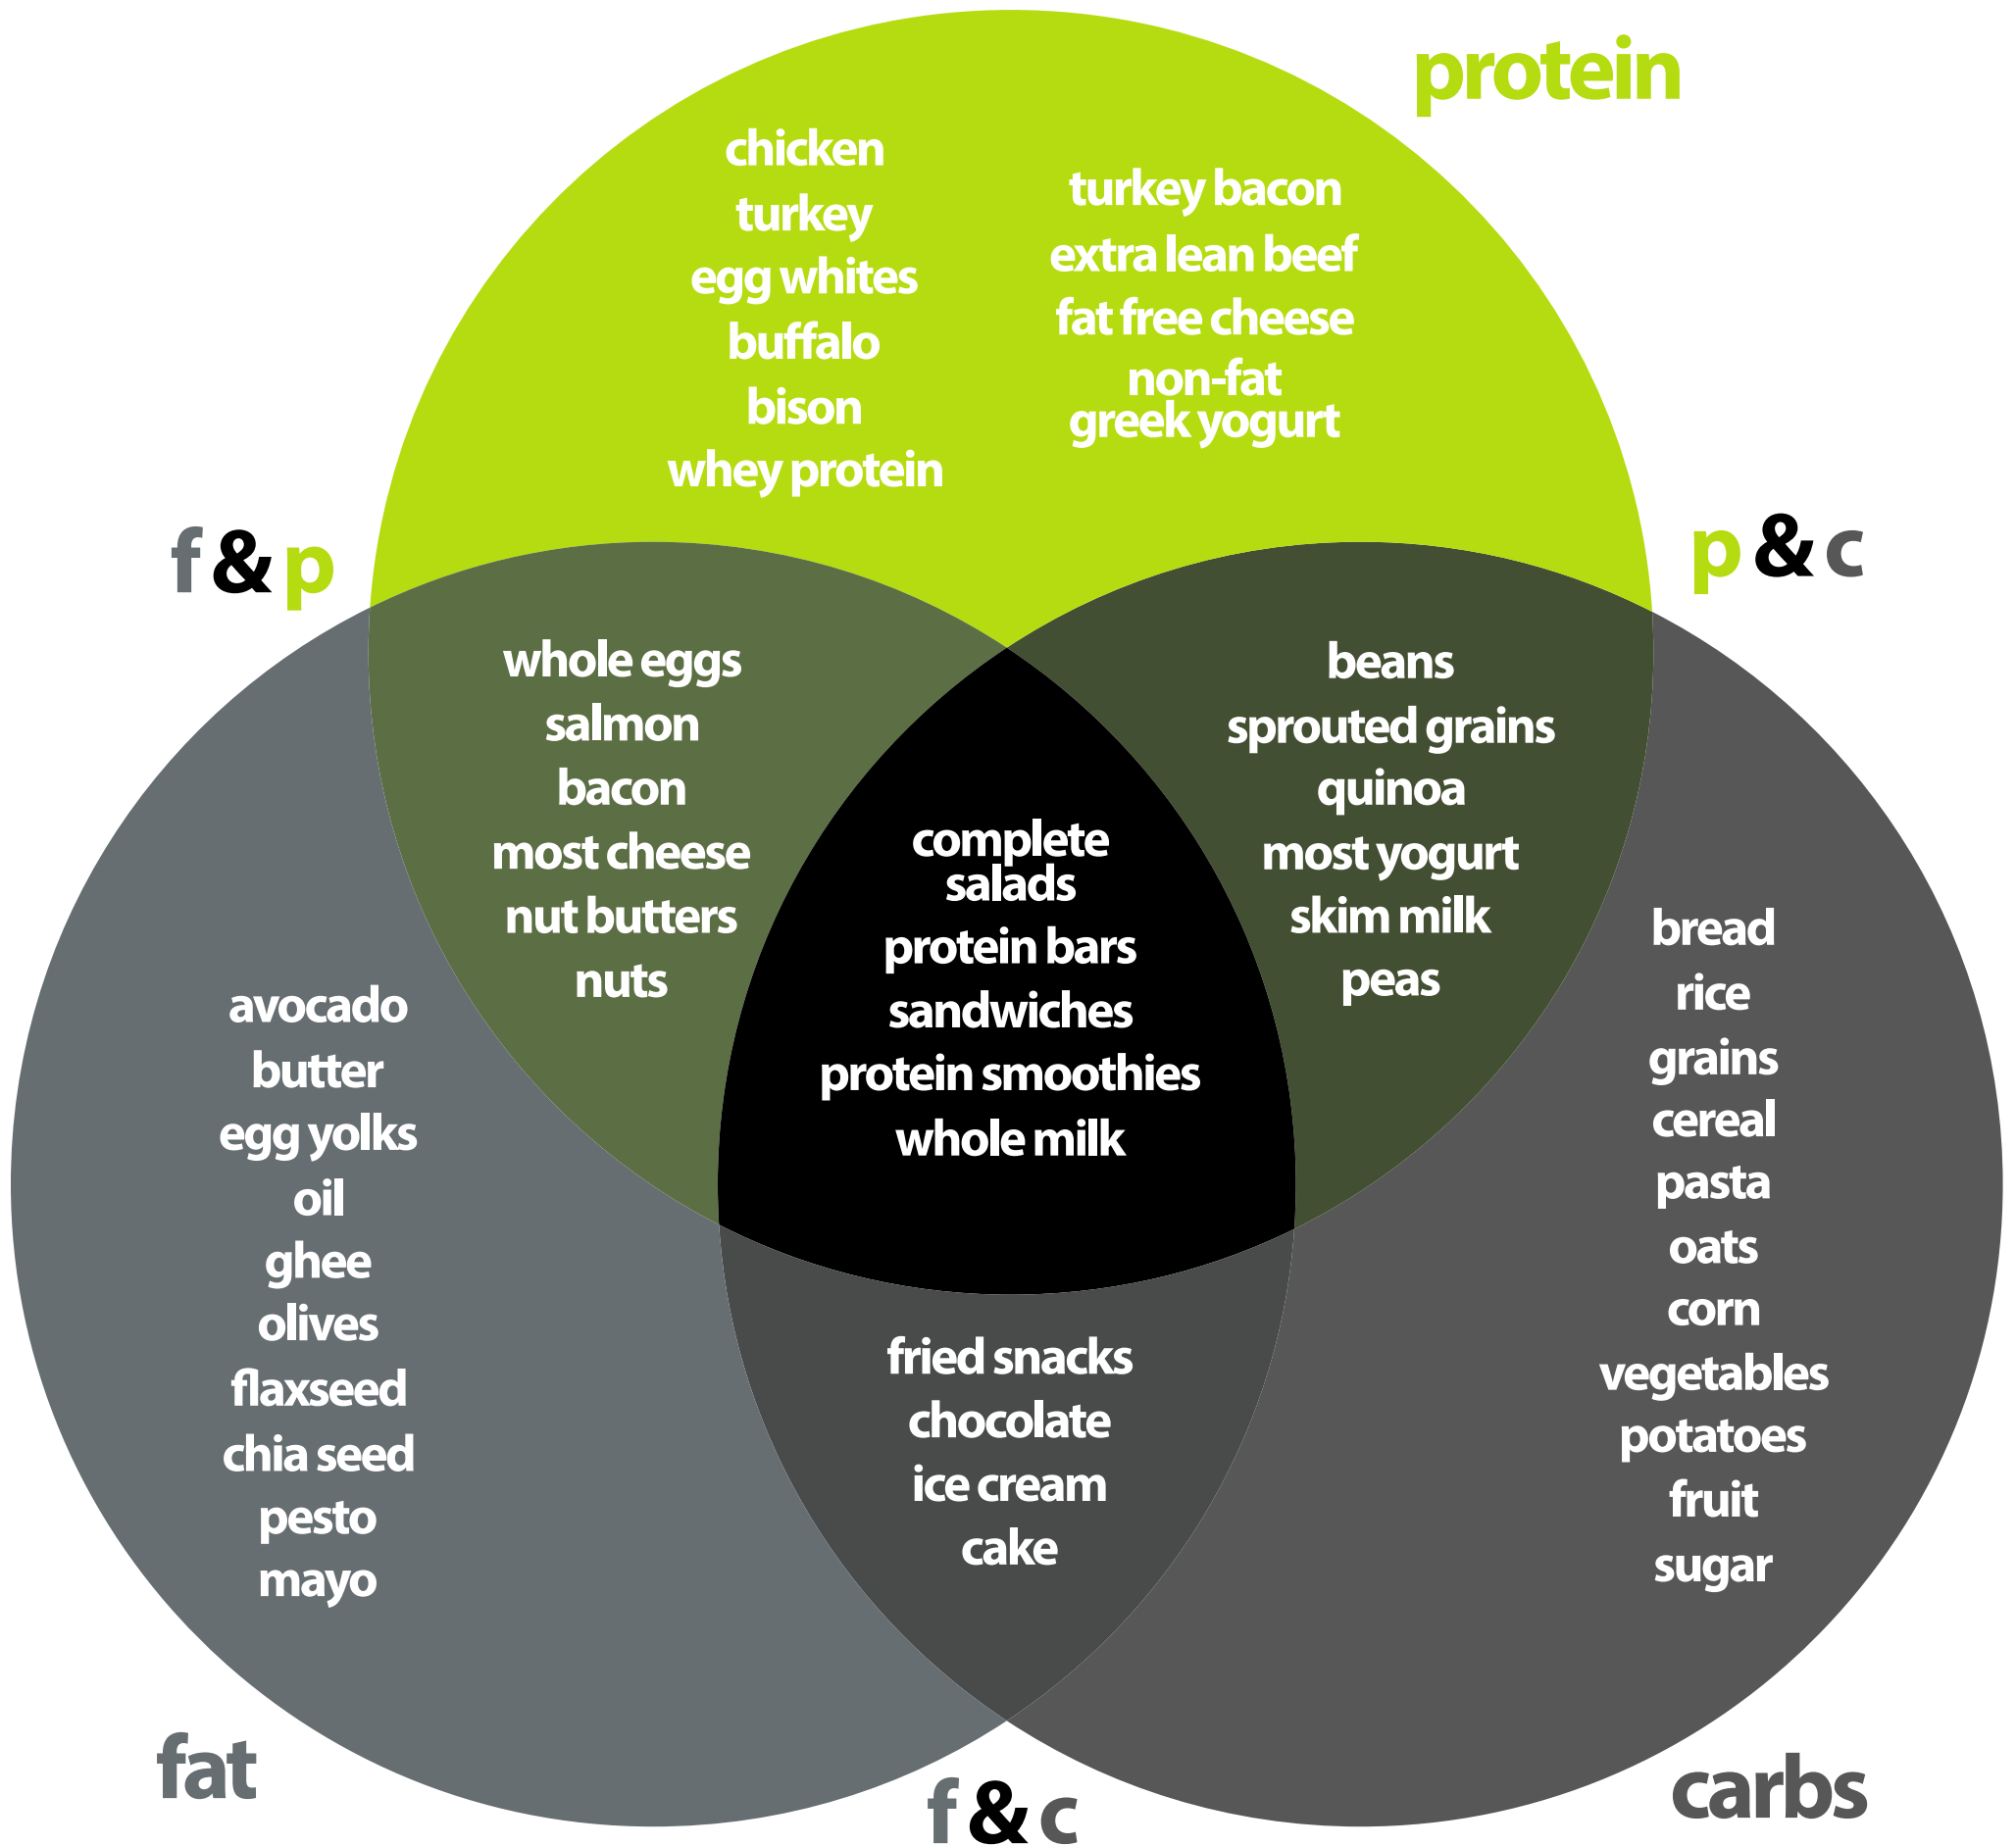 protein
chicken
turkey
egg whites
buffalo
bison
whey protein
turkey bacon
extra lean beef
fat free cheese
non-fat
greek yogurt
f & p
p & c
whole eggs
salmon
bacon
most cheese
nut butters
nuts
complete
salads
protein bars
sandwiches
protein smoothies
whole milk
beans
sprouted grains
quinoa
most yogurt
skim milk
peas
avocado
butter
egg yolks
oil
ghee
olives
flaxseed
chia seed
pesto
mayo
fried snacks
chocolate
ice cream
cake
bread
rice
grains
cereal
pasta
oats
corn
vegetables
potatoes
fruit
sugar
fat
f & c
carbs